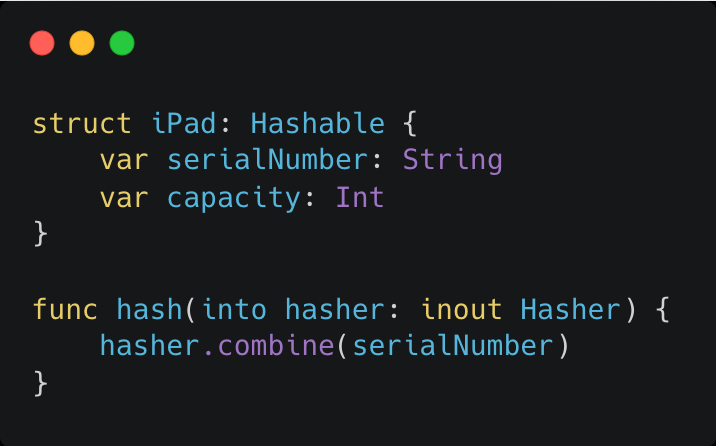 struct iPad: Hashable {
    var serialNumber: String
    var capacity: Int
}

func hash(into hasher: inout Hasher) {
    hasher.combine(serialNumber)
}